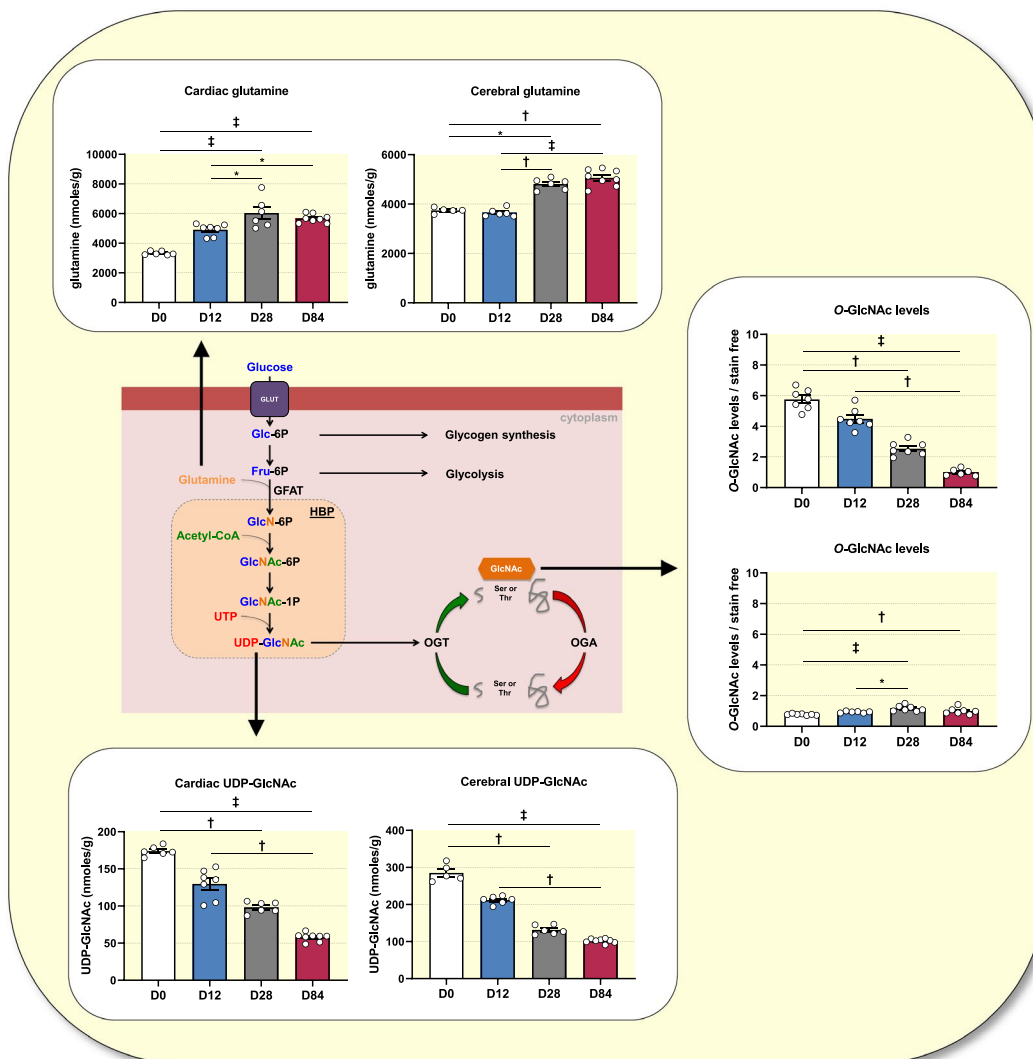 Cardiac glutamine
‡
‡
*
*
glutamine (nmoles/g)
10000
8000
6000
4000
2000
0
D0 D12 D28 D84
Cerebral glutamine
†
*
‡
†
glutamine (nmoles/g)
6000
4000
2000
0
D0 D12 D28 D84
Glucose
GLUT
cytoplasm
Glc-6P
Glycogen synthesis
Fru-6P
Glycolysis
Glutamine
GFAT
HBP
GlcN-6P
Acetyl-CoA
GlcNAc-6P
GlcNAc-1P
UTP
UDP-GlcNAc
GlcNAc
Ser or
Thr
OGT
OGA
Ser or
Thr
O-GlcNAc levels
‡
†
†
O-GlcNAc levels / stain free
10
8
6
4
2
0
D0 D12 D28 D84
O-GlcNAc levels
†
‡
*
O-GlcNAc levels / stain free
10
8
6
4
2
0
D0 D12 D28 D84
Cardiac UDP-GlcNAc
‡
†
†
UDP-GlcNAc (nmoles/g)
200
150
100
50
0
D0 D12 D28 D84
Cerebral UDP-GlcNAc
‡
†
†
UDP-GlcNAc (nmoles/g)
400
300
200
100
0
D0 D12 D28 D84